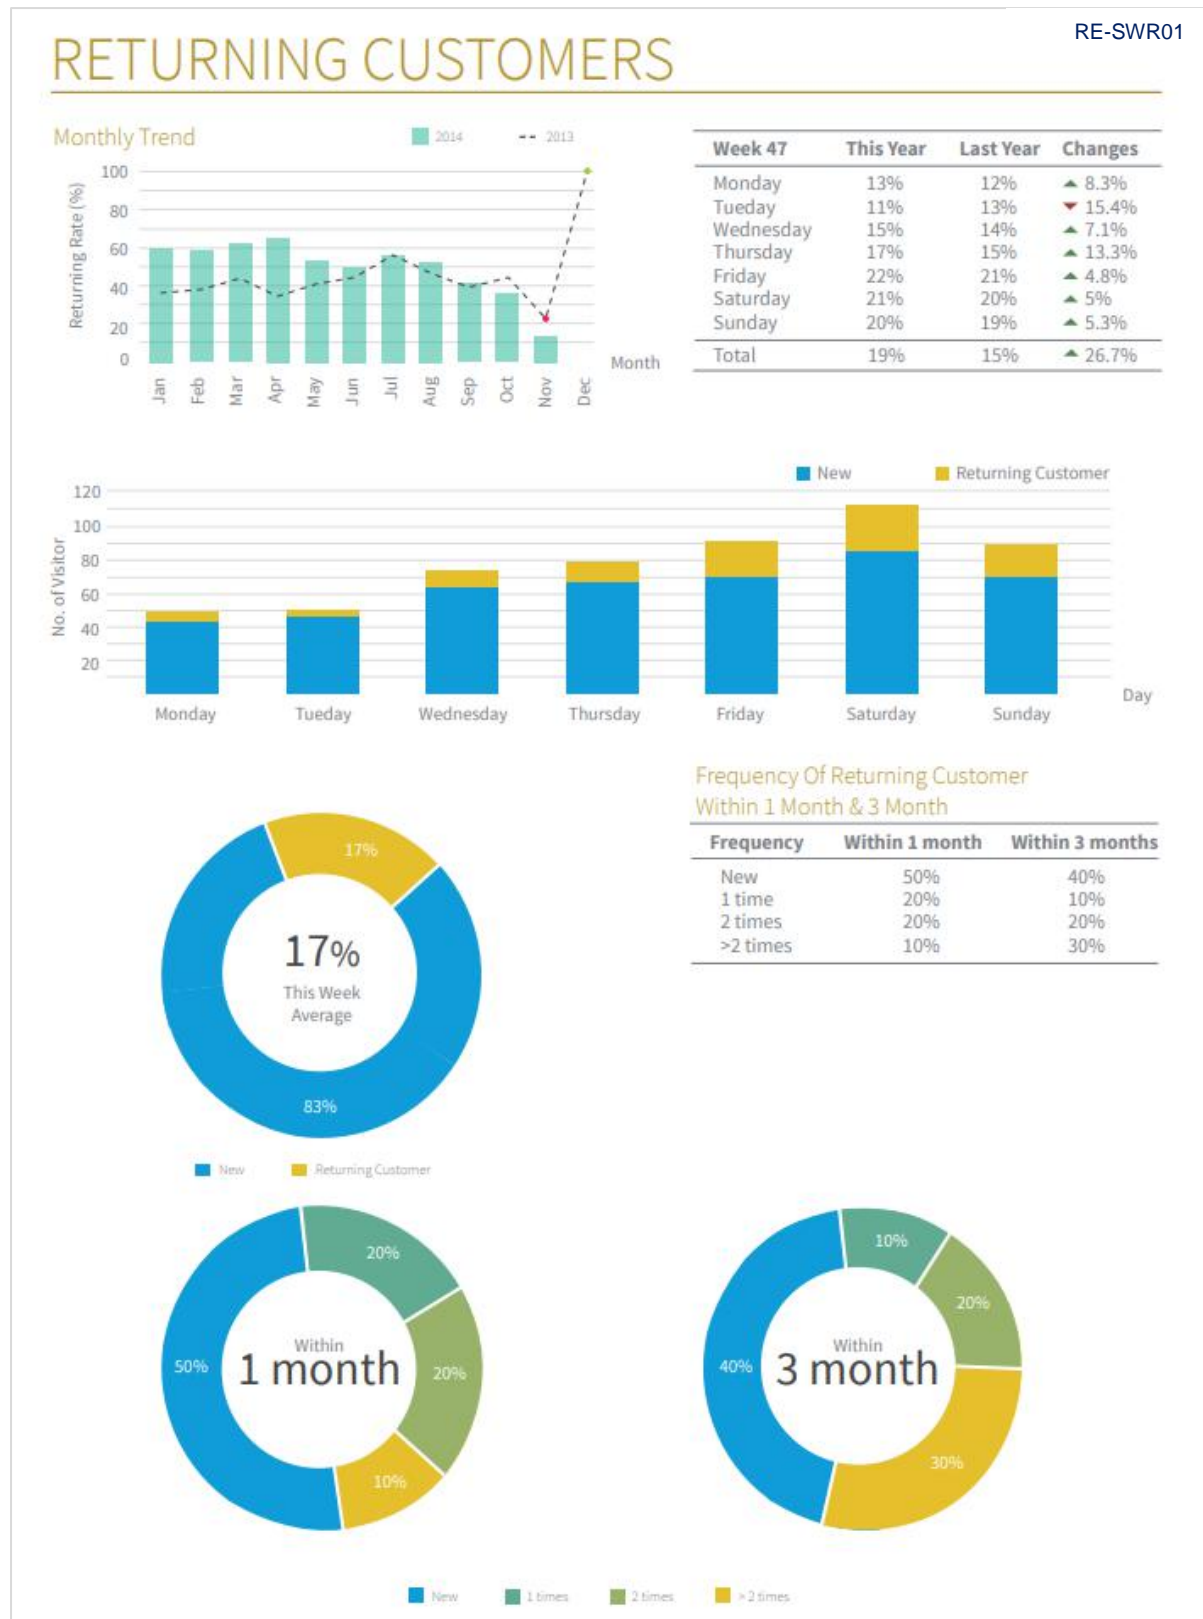 RE-SWR01
RETURNING CUSTOMERS
Monthly Trend
2014
2013
Returning Rate (%)
100
80
60
40
20
0
Jan
Feb
Mar
Apr
May
Jun
Jul
Aug
Sep
Oct
Nov
Dec
Month
Week 47 This Year Last Year Changes
Monday 13% 12% 8.3%
Tueday 11% 13% 15.4%
Wednesday 15% 14% 7.1%
Thursday 17% 15% 13.3%
Friday 22% 21% 4.8%
Saturday 21% 20% 5%
Sunday 20% 19% 5.3%
Total 19% 15% 26.7%
New
Returning Customer
No. of Visitor
120
100
80
60
40
20
Monday
Tueday
Wednesday
Thursday
Friday
Saturday
Sunday
Day
17%
17%
This Week
Average
83%
New
Returning Customer
Frequency Of Returning Customer
Within 1 Month & 3 Month
Frequency Within 1 month Within 3 months
New 50% 40%
1 time 20% 10%
2 times 20% 20%
>2 times 10% 30%
20%
50%
Within
1 month
20%
10%
10%
20%
40%
Within
3 month
30%
New
1 times
2 times
> 2 times